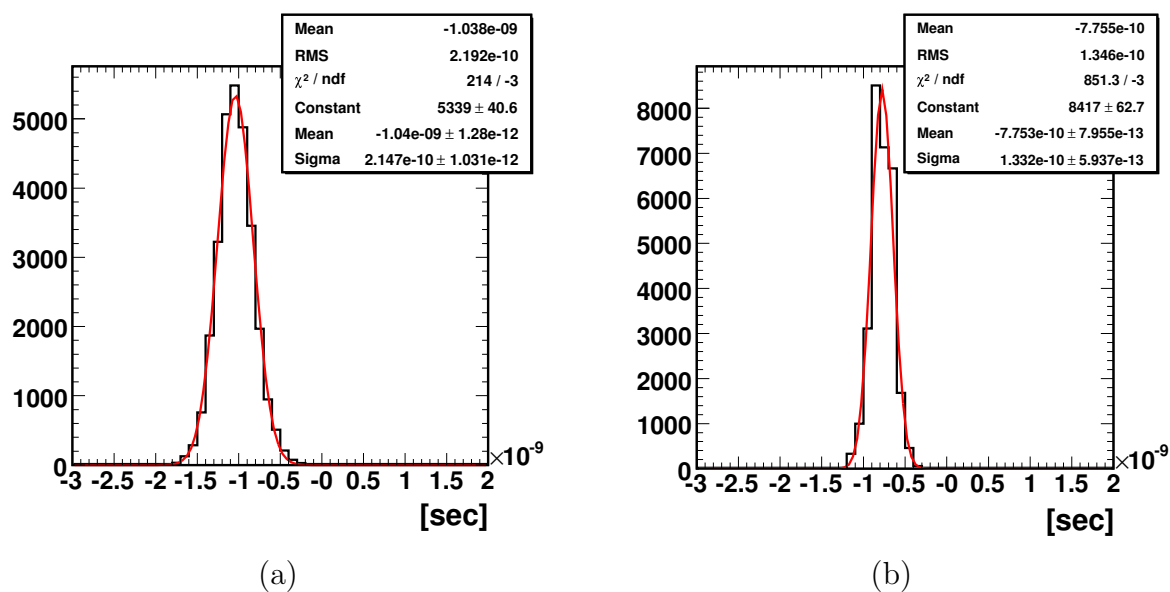 Mean -1.038e-09
RMS 2.192e-10
χ² / ndf 214 / -3
Constant 5339 ± 40.6
Mean -1.04e-09 ± 1.28e-12
Sigma 2.147e-10 ± 1.031e-12
5000
4000
3000
2000
1000
0
-3 -2.5 -2 -1.5 -1 -0.5 -0 0.5 1 1.5 2
×10⁻⁹
[sec]
(a)
Mean -7.755e-10
RMS 1.346e-10
χ² / ndf 851.3 / -3
Constant 8417 ± 62.7
Mean -7.753e-10 ± 7.955e-13
Sigma 1.332e-10 ± 5.937e-13
8000
7000
6000
5000
4000
3000
2000
1000
0
-3 -2.5 -2 -1.5 -1 -0.5 -0 0.5 1 1.5 2
×10⁻⁹
[sec]
(b)